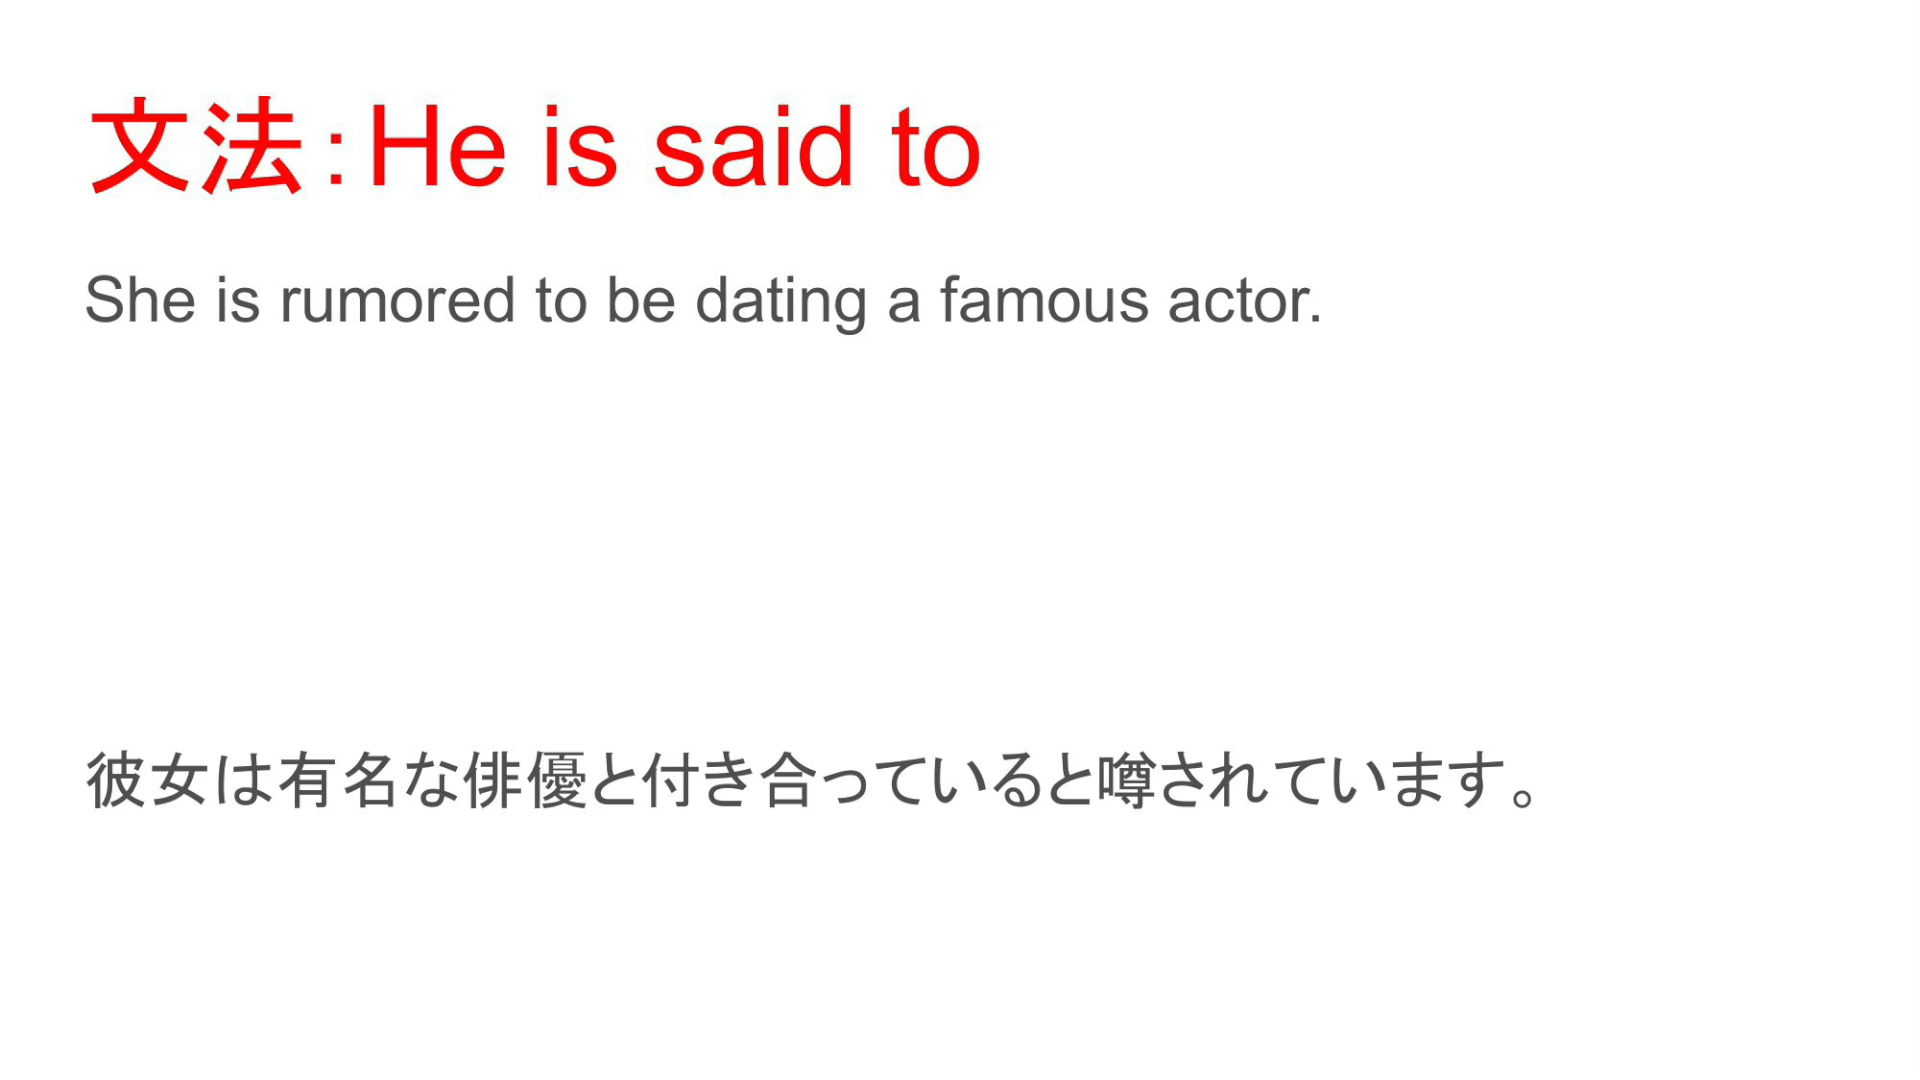 文法：He is said to
She is rumored to be dating a famous actor.
彼女は有名な俳優と付き合っていると噂されています。